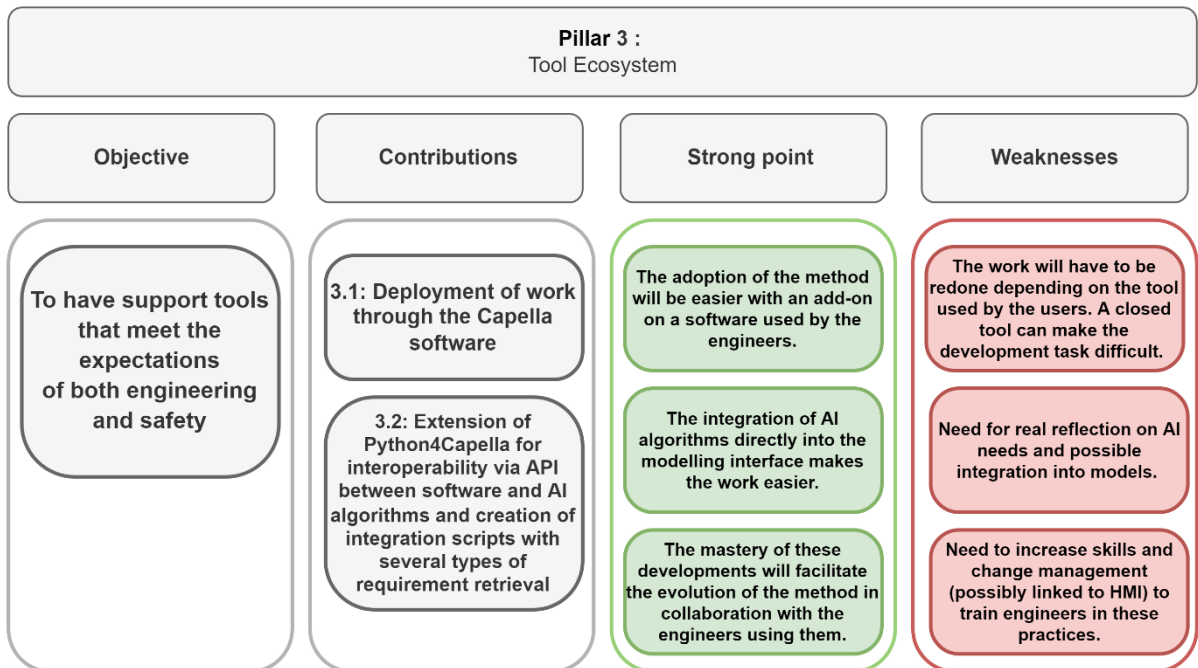 Pillar 3 :
Tool Ecosystem
Objective
Contributions
Strong point
Weaknesses
To have support tools
that meet the
expectations
of both engineering
and safety
3.1: Deployment of work
through the Capella
software
3.2: Extension of
Python4Capella for
interoperability via API
between software and AI
algorithms and creation of
integration scripts with
several types of
requirement retrieval
The adoption of the method
will be easier with an add-on
on a software used by the
engineers.
The integration of AI
algorithms directly into the
modelling interface makes
the work easier.
The mastery of these
developments will facilitate
the evolution of the method in
collaboration with the
engineers using them.
The work will have to be
redone depending on the tool
used by the users. A closed
tool can make the
development task difficult.
Need for real reflection on AI
needs and possible
integration into models.
Need to increase skills and
change management
(possibly linked to HMI) to
train engineers in these
practices.